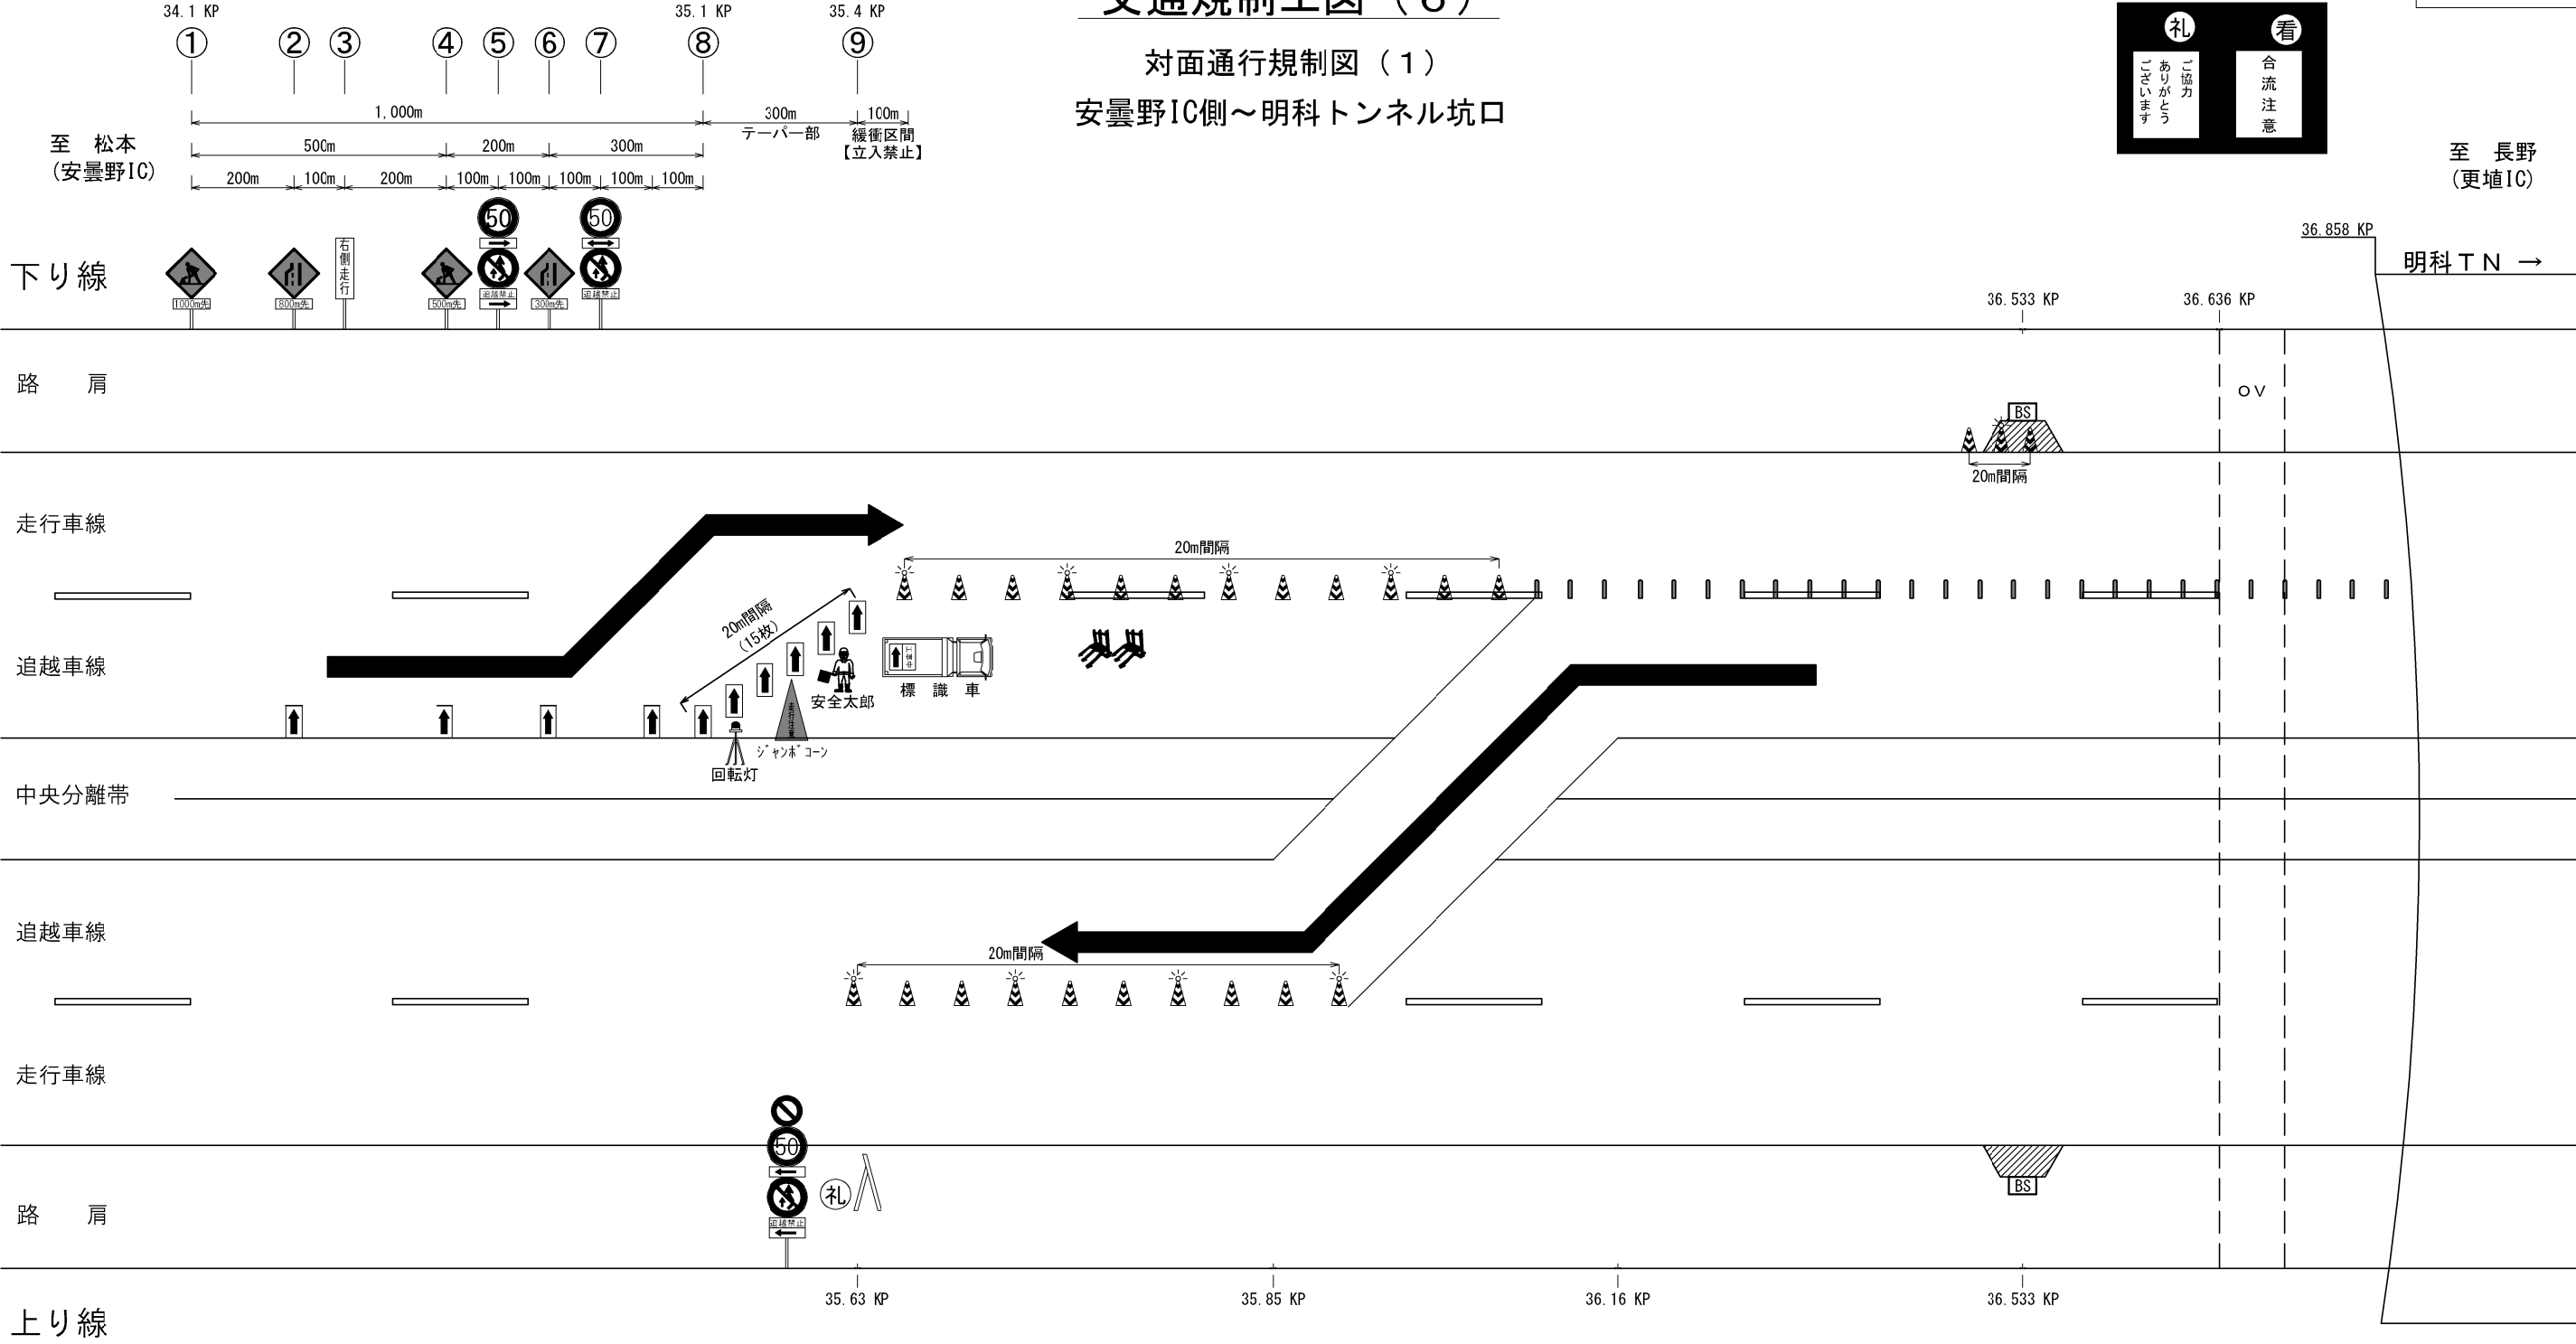 34.1 KP
35.1 KP
35.4 KP
① ② ③ ④ ⑤ ⑥ ⑦ ⑧ ⑨
対面通行規制図（１）
安曇野IC側～明科トンネル坑口
礼
ご協力
ありがとう
ございます
看
合流注意
1,000m
300m
100m
テーパー部
緩衝区間
【立入禁止】
至　松本
(安曇野IC)
500m
200m
300m
200m
100m
200m
100m
100m
100m
100m
100m
至　長野
(更埴IC)
下り線
1000m先
800m先
右側走行
500m先
50
追越禁止
300m先
50
追越禁止
36.858 KP
明科ＴＮ →
36.533 KP
36.636 KP
路　　肩
BS
ＯＶ
20m間隔
走行車線
20m間隔
20m間隔
(15枚)
追越車線
安全太郎
標 識 車
走行注意
ｼﾞｬﾝﾎﾞｺｰﾝ
回転灯
中央分離帯
追越車線
20m間隔
走行車線
50
追越禁止
礼
路　　肩
BS
35.63 KP
35.85 KP
36.16 KP
36.533 KP
上り線